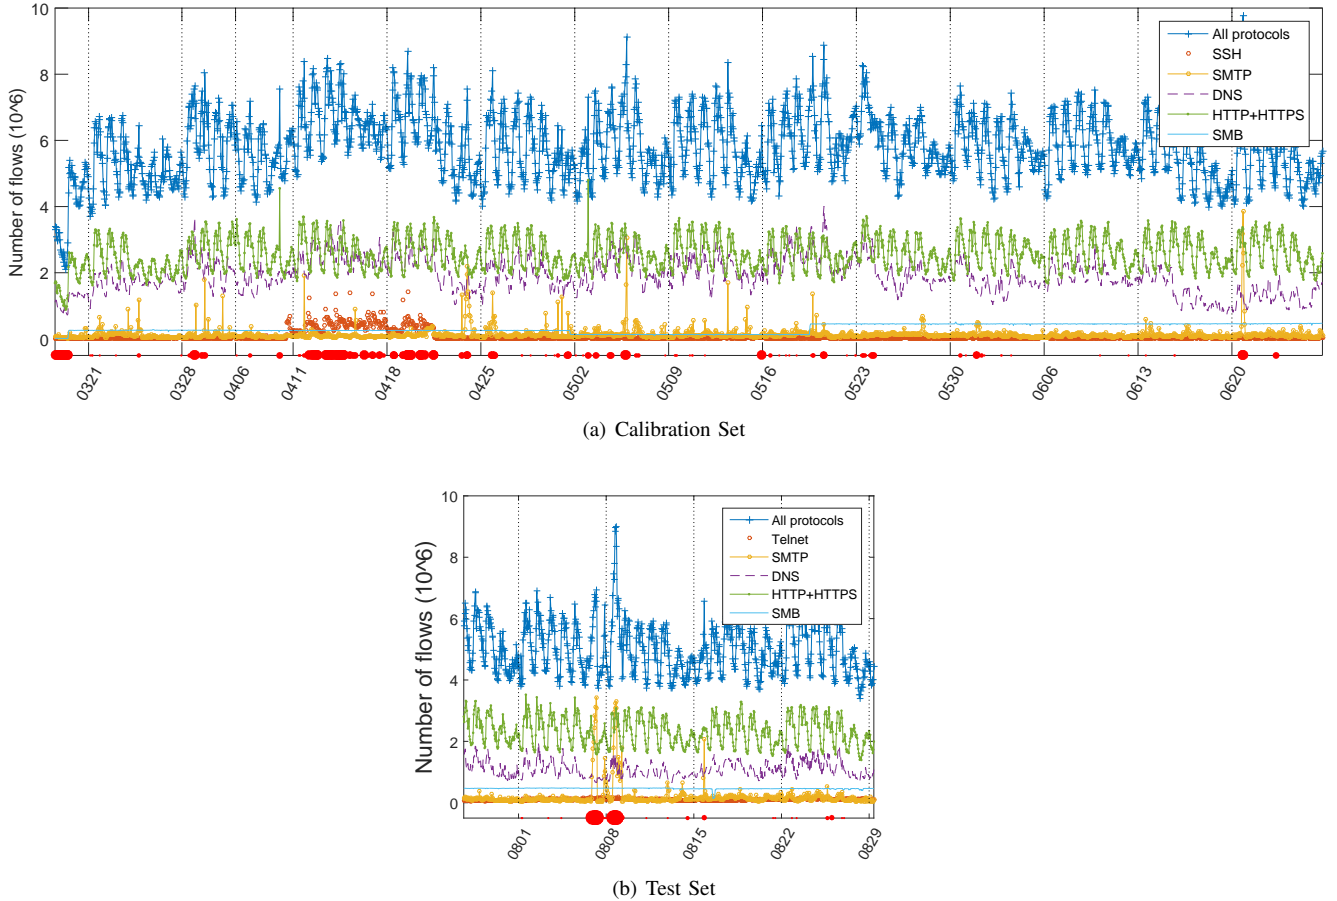 10
8
6
4
2
0
Number of flows (10^6)
All protocols
SSH
SMTP
DNS
HTTP+HTTPS
SMB
0321
0328
0406
0411
0418
0425
0502
0509
0516
0523
0530
0606
0613
0620
(a) Calibration Set
10
8
6
4
2
0
Number of flows (10^6)
All protocols
Telnet
SMTP
DNS
HTTP+HTTPS
SMB
0801
0808
0815
0822
0829
(b) Test Set